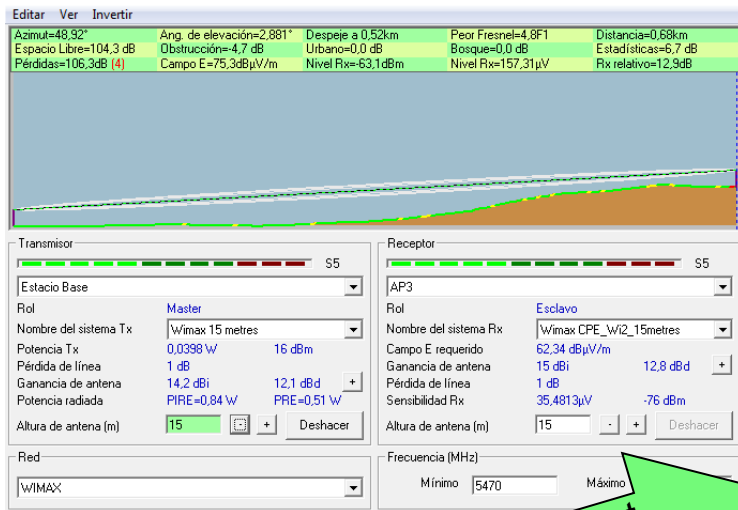 Editar Ver Invertir
Azimut=48,92° Ang. de elevación=2,881° Despeje a 0,52km Peor Fresnel=4,8F1 Distancia=0,68km
Espacio Libre=104,3 dB Obstrucción=-4,7 dB Urbano=0,0 dB Bosque=0,0 dB Estadísticas=6,7 dB
Pérdidas=106,3dB (4) Campo E=75,3dBµV/m Nivel Rx=-63,1dBm Nivel Rx=157,31µV Rx relativo=12,9dB
Transmisor Receptor
S5 S5
Estacio Base AP3
Rol Master Rol Esclavo
Nombre del sistema Tx Wimax 15 metres Nombre del sistema Rx Wimax CPE_Wi2_15metres
Potencia Tx 0,0398 W 16 dBm Campo E requerido 62,34 dBµV/m
Pérdida de línea 1 dB Ganancia de antena 15 dBi 12,8 dBd +
Ganancia de antena 14,2 dBi 12,1 dBd + Pérdida de línea 1 dB
Potencia radiada PIRE=0,84 W PRE=0,51 W Sensibilidad Rx 35,4813µV -76 dBm
Altura de antena (m) 15 - + Deshacer Altura de antena (m) 15 - + Deshacer
Red Frecuencia (MHz)
WIMAX Mínimo 5470 Máximo